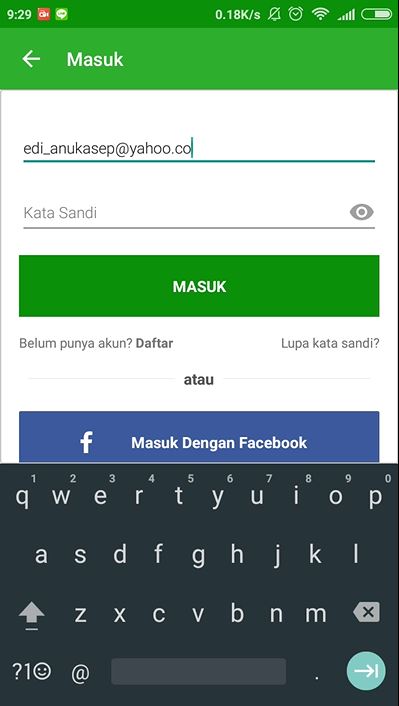 9:29 0.18K/s
Masuk
edi_anukasep@yahoo.co
Kata Sandi
MASUK
Belum punya akun? Daftar Lupa kata sandi?
atau
f Masuk Dengan Facebook
1 2 3 4 5 6 7 8 9 0
q w e r t y u i o p
a s d f g h j k l
z x c v b n m
?1☺ @ .